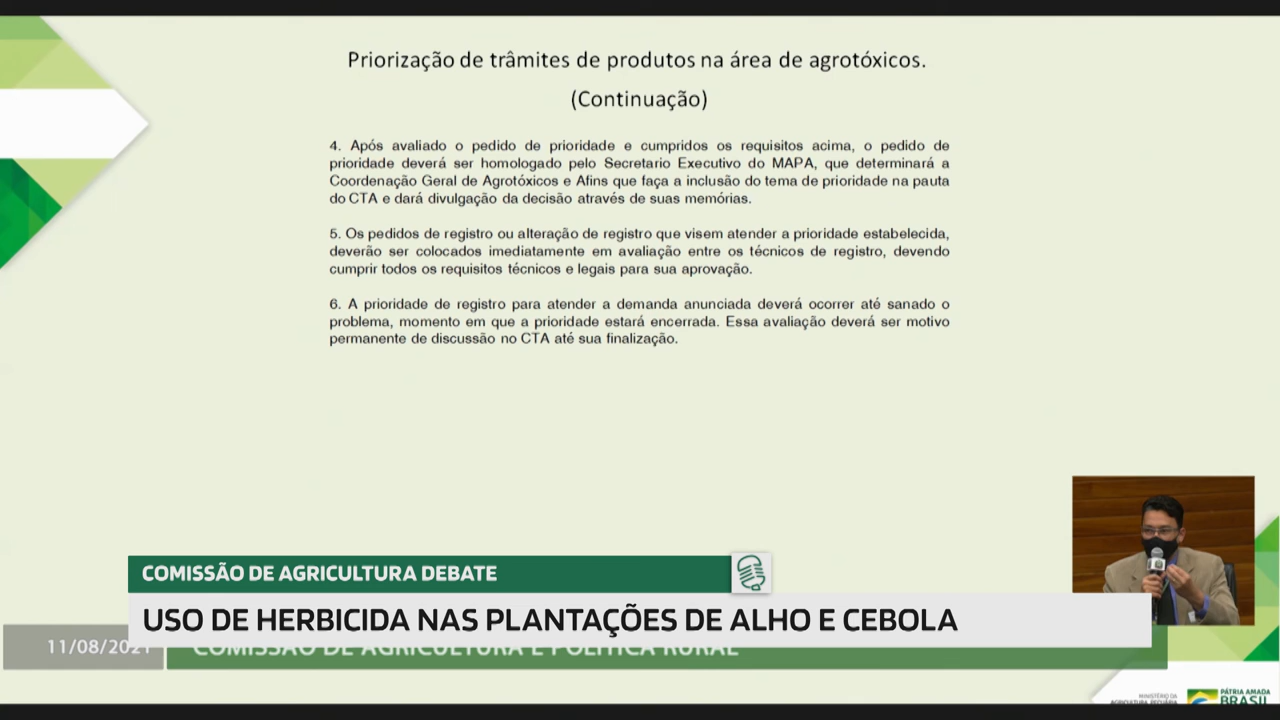 Priorização de trâmites de produtos na área de agrotóxicos.
(Continuação)
4. Após avaliado o pedido de prioridade e cumpridos os requisitos acima, o pedido de
prioridade deverá ser homologado pelo Secretario Executivo do MAPA, que determinará a
Coordenação Geral de Agrotóxicos e Afins que faça a inclusão do tema de prioridade na pauta
do CTA e dará divulgação da decisão através de suas memórias.
5. Os pedidos de registro ou alteração de registro que visem atender a prioridade estabelecida,
deverão ser colocados imediatamente em avaliação entre os técnicos de registro, devendo
cumprir todos os requisitos técnicos e legais para sua aprovação.
6. A prioridade de registro para atender a demanda anunciada deverá ocorrer até sanado o
problema, momento em que a prioridade estará encerrada. Essa avaliação deverá ser motivo
permanente de discussão no CTA até sua finalização.
COMISSÃO DE AGRICULTURA DEBATE
USO DE HERBICIDA NAS PLANTAÇÕES DE ALHO E CEBOLA
11/08/2021
COMISSÃO DE AGRICULTURA E POLÍTICA RURAL
MINISTÉRIO DA
AGRICULTURA, PECUÁRIA
PÁTRIA AMADA
BRASIL